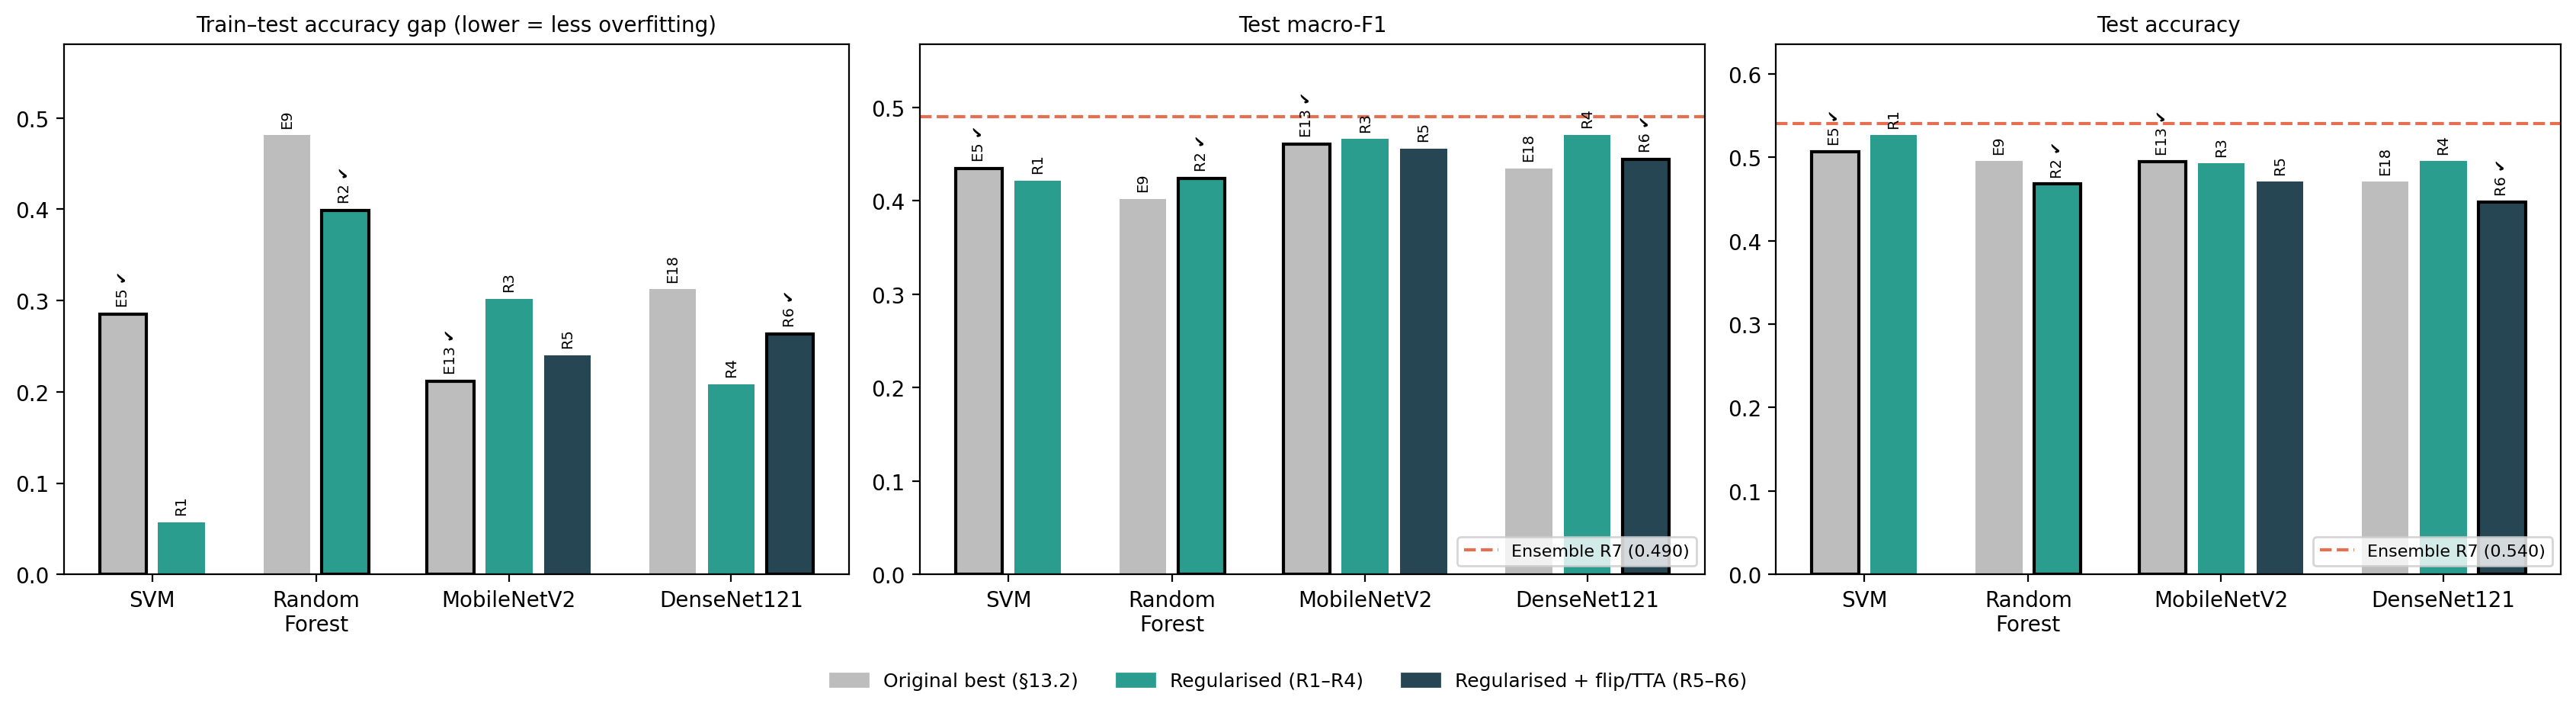 Train–test accuracy gap (lower = less overfitting)
0.5
0.4
0.3
0.2
0.1
0.0
E5 ✓
R1
E9
R2 ✓
E13 ✓
R3
R5
E18
R4
R6 ✓
SVM
Random
Forest
MobileNetV2
DenseNet121
Test macro-F1
0.5
0.4
0.3
0.2
0.1
0.0
E5 ✓
R1
E9
R2 ✓
E13 ✓
R3
R5
E18
R4
R6 ✓
Ensemble R7 (0.490)
SVM
Random
Forest
MobileNetV2
DenseNet121
Test accuracy
0.6
0.5
0.4
0.3
0.2
0.1
0.0
E5 ✓
R1
E9
R2 ✓
E13 ✓
R3
R5
E18
R4
R6 ✓
Ensemble R7 (0.540)
SVM
Random
Forest
MobileNetV2
DenseNet121
Original best (§13.2)
Regularised (R1–R4)
Regularised + flip/TTA (R5–R6)